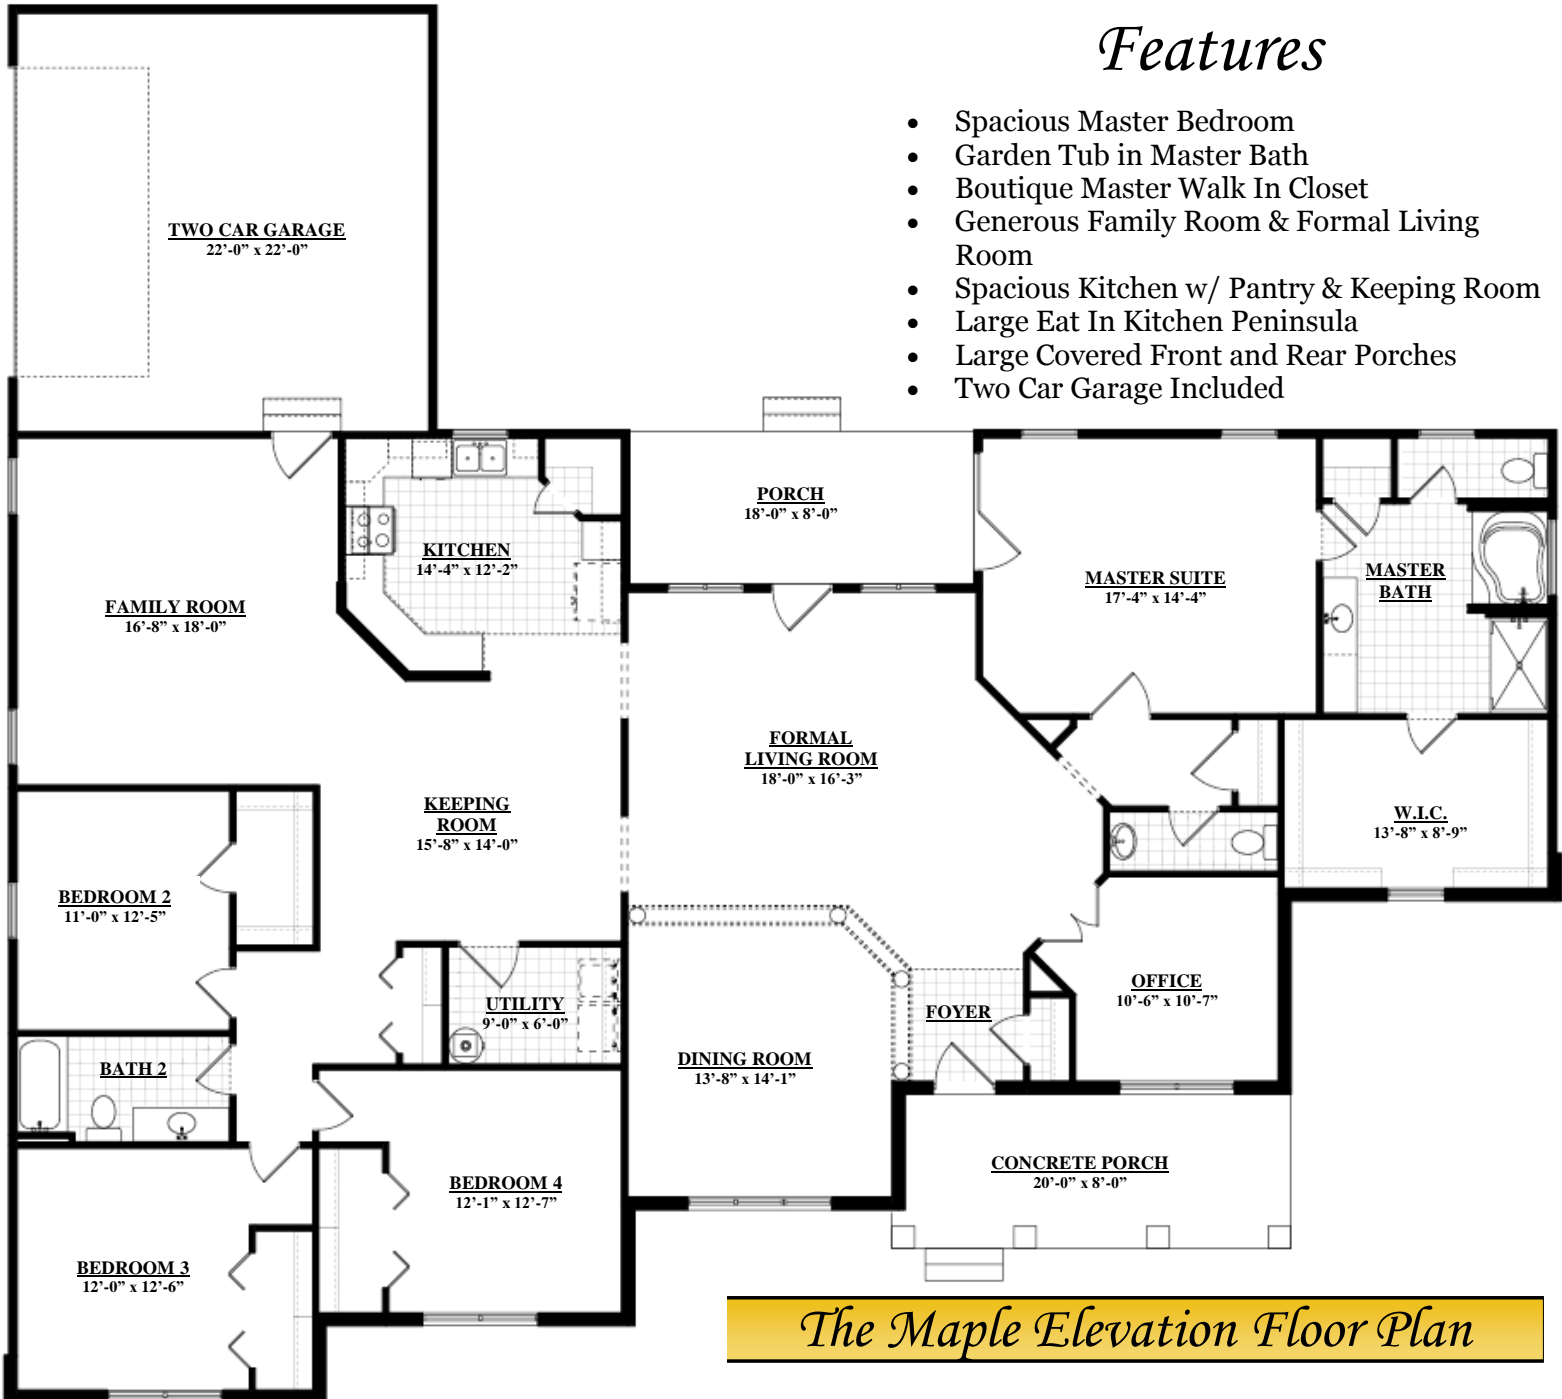 Features
• Spacious Master Bedroom
• Garden Tub in Master Bath
• Boutique Master Walk In Closet
• Generous Family Room & Formal Living
Room
• Spacious Kitchen w/ Pantry & Keeping Room
• Large Eat In Kitchen Peninsula
• Large Covered Front and Rear Porches
• Two Car Garage Included
TWO CAR GARAGE
22’-0” x 22’-0”
PORCH
18’-0” x 8’-0”
KITCHEN
14’-4” x 12’-2”
MASTER SUITE
17’-4” x 14’-4”
MASTER
BATH
FAMILY ROOM
16’-8” x 18’-0”
FORMAL
LIVING ROOM
18’-0” x 16’-3”
KEEPING
ROOM
15’-8” x 14’-0”
W.I.C.
13’-8” x 8’-9”
BEDROOM 2
11’-0” x 12’-5”
OFFICE
10’-6” x 10’-7”
UTILITY
9’-0” x 6’-0”
FOYER
BATH 2
DINING ROOM
13’-8” x 14’-1”
CONCRETE PORCH
20’-0” x 8’-0”
BEDROOM 4
12’-1” x 12’-7”
BEDROOM 3
12’-0” x 12’-6”
The Maple Elevation Floor Plan